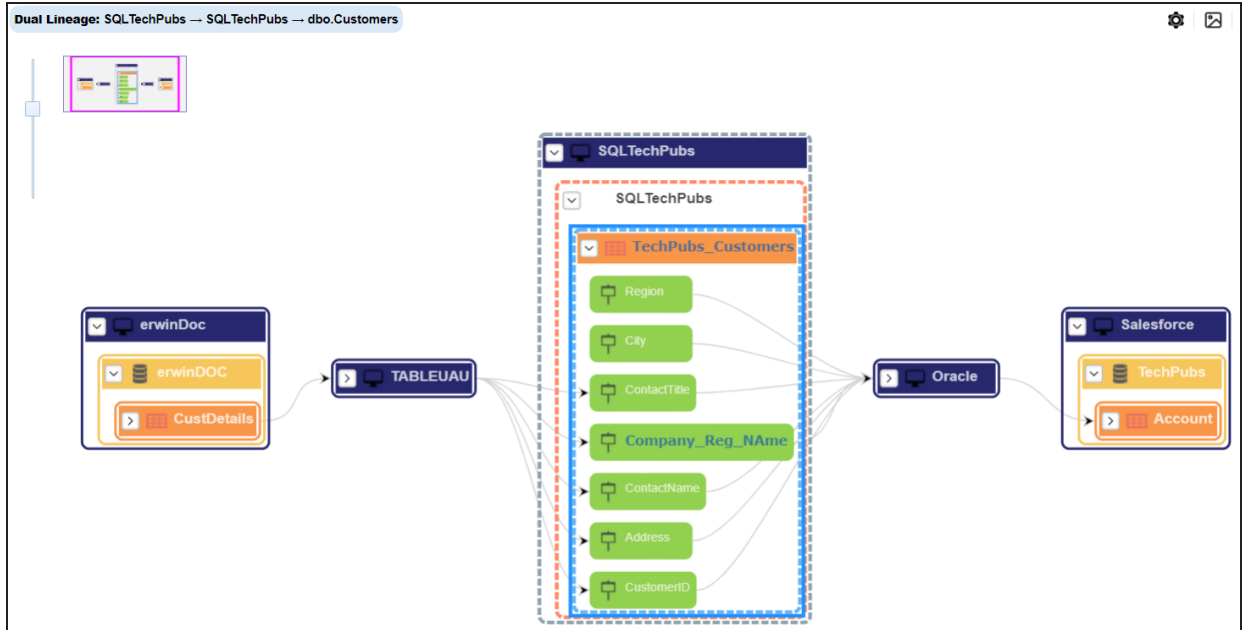 Dual Lineage: SQLTechPubs → SQLTechPubs → dbo.Customers
SQLTechPubs
SQLTechPubs
TechPubs_Customers
Region
City
ContactTitle
Company_Reg_NAme
ContactName
Address
CustomerID
erwinDoc
erwinDOC
CustDetails
TABLEUAU
Oracle
Salesforce
TechPubs
Account